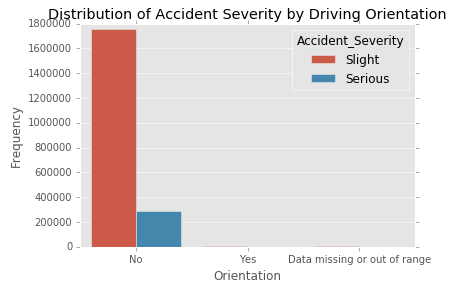 Distribution of Accident Severity by Driving Orientation
1800000
1600000
1400000
1200000
1000000
800000
600000
400000
200000
0
Frequency
Accident_Severity
Slight
Serious
No
Yes
Data missing or out of range
Orientation